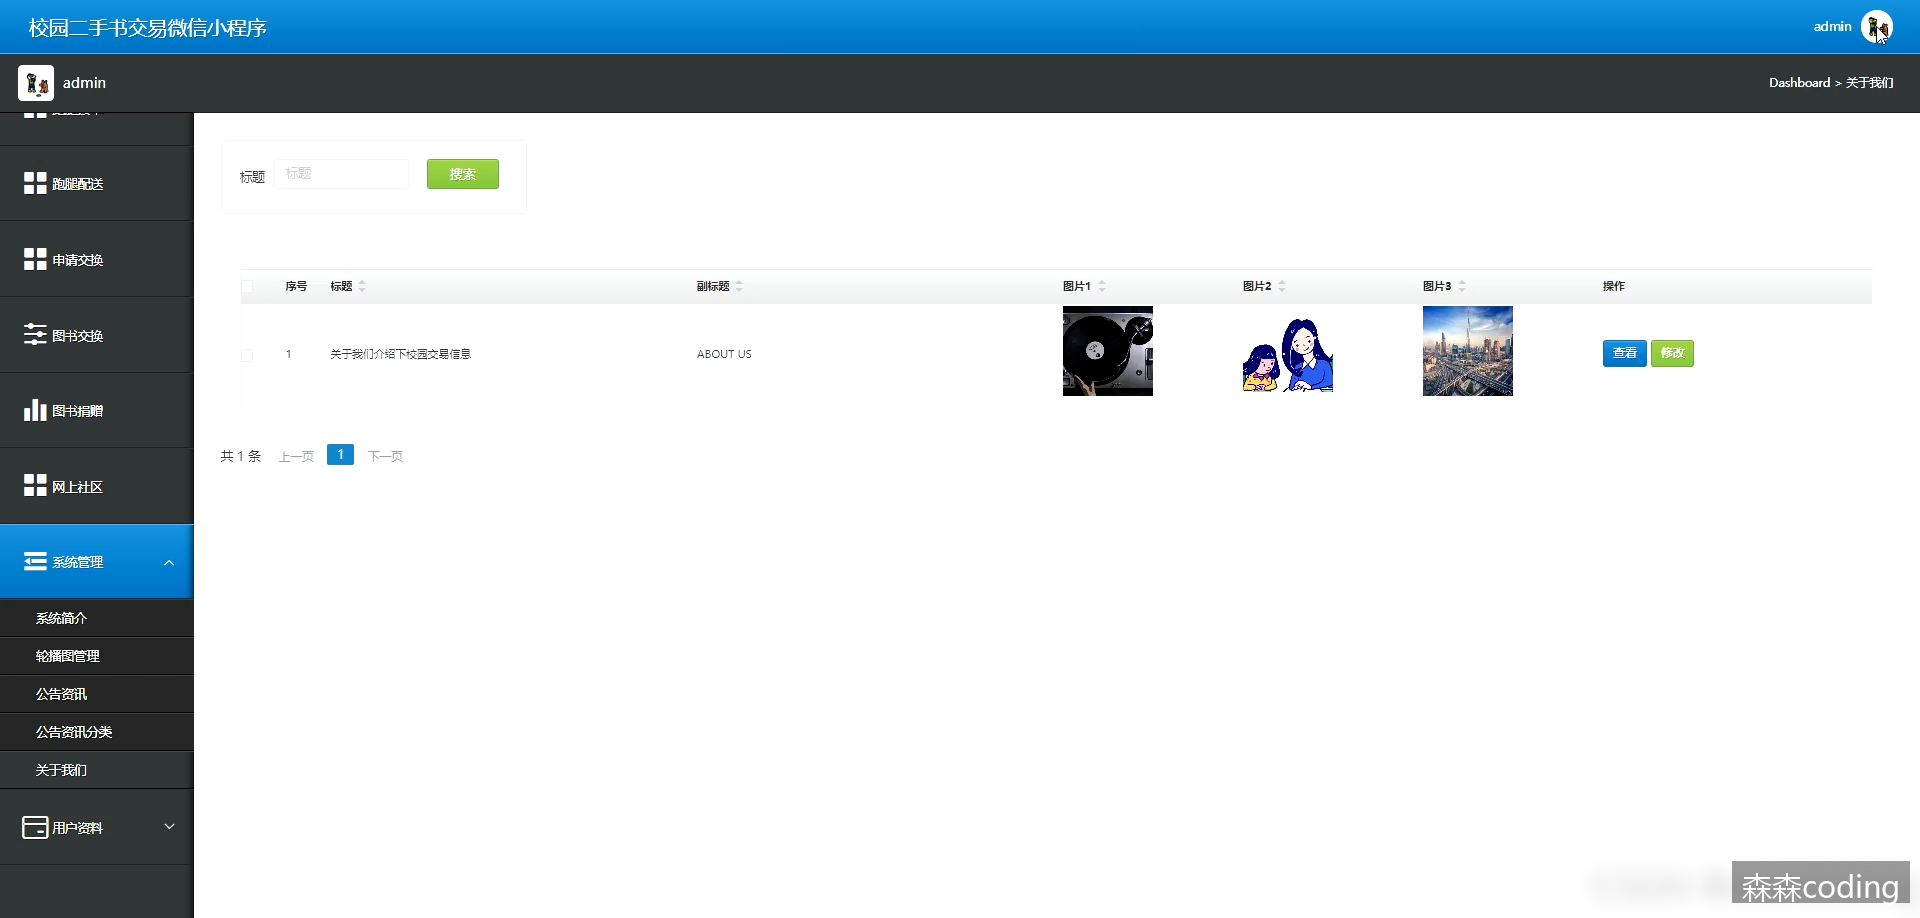 校园二手书交易微信小程序
admin
admin
Dashboard > 关于我们
跑腿配送
申请交换
图书交换
图书捐赠
网上社区
系统管理
系统简介
轮播图管理
公告资讯
公告资讯分类
关于我们
用户资料
标题 标题 搜索
序号 标题 副标题 图片1 图片2 图片3 操作
1 关于我们介绍下校园交易信息 ABOUT US 查看 修改
共 1 条 上一页 1 下一页
森森coding